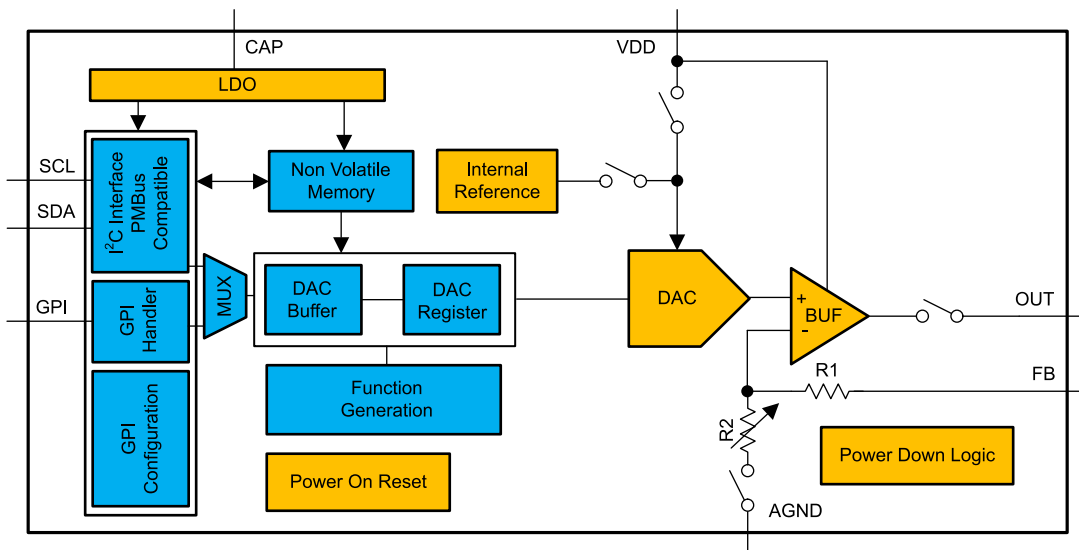 CAP
VDD
LDO
SCL
SDA
GPI
I²C Interface
PMBus
Compatible
Non Volatile
Memory
Internal
Reference
MUX
DAC
Buffer
DAC
Register
DAC
+
BUF
-
OUT
GPI
Handler
R1
FB
Function
Generation
R2
GPI
Configuration
Power On Reset
Power Down Logic
AGND